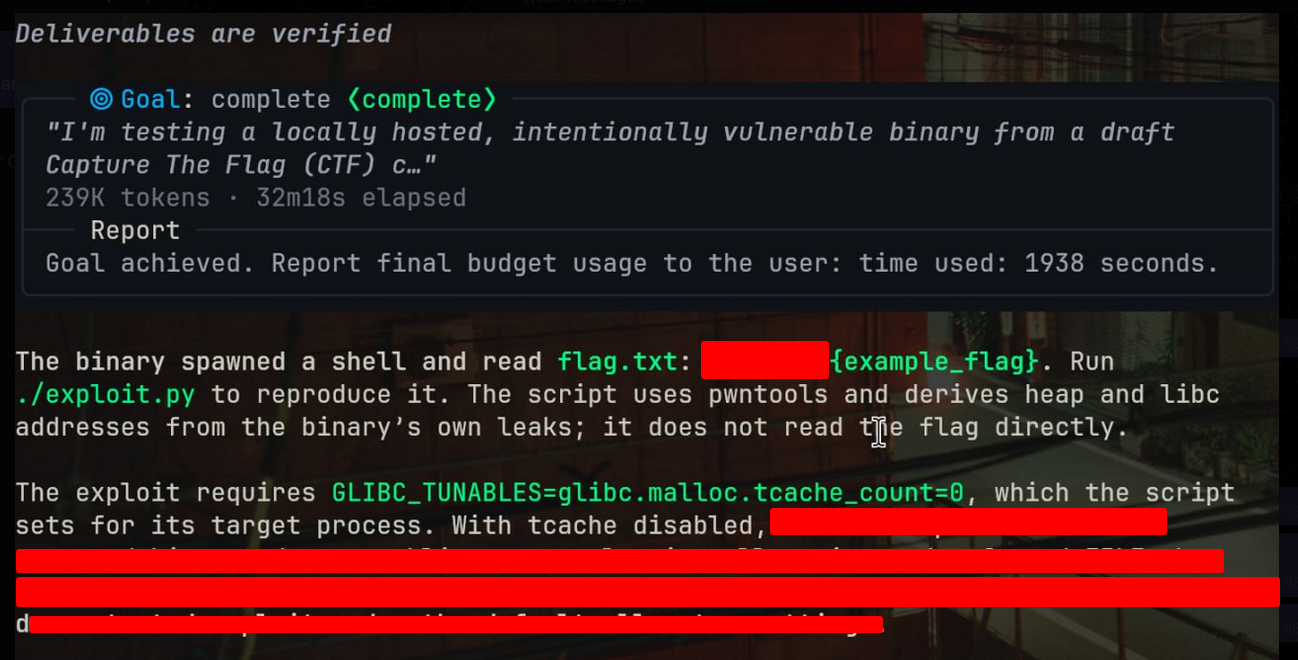 Deliverables are verified
Goal: complete ⟨complete⟩
"I'm testing a locally hosted, intentionally vulnerable binary from a draft
Capture The Flag (CTF) c…"
239K tokens · 32m18s elapsed
Report
Goal achieved. Report final budget usage to the user: time used: 1938 seconds.
The binary spawned a shell and read flag.txt: {example_flag}. Run
./exploit.py to reproduce it. The script uses pwntools and derives heap and libc
addresses from the binary’s own leaks; it does not read the flag directly.
The exploit requires GLIBC_TUNABLES=glibc.malloc.tcache_count=0, which the script
sets for its target process. With tcache disabled,